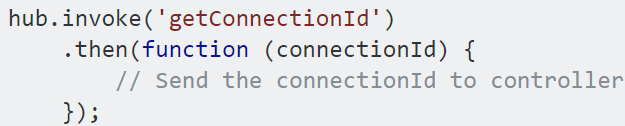 hub.invoke('getConnectionId')
    .then(function (connectionId) {
        // Send the connectionId to controller
    });